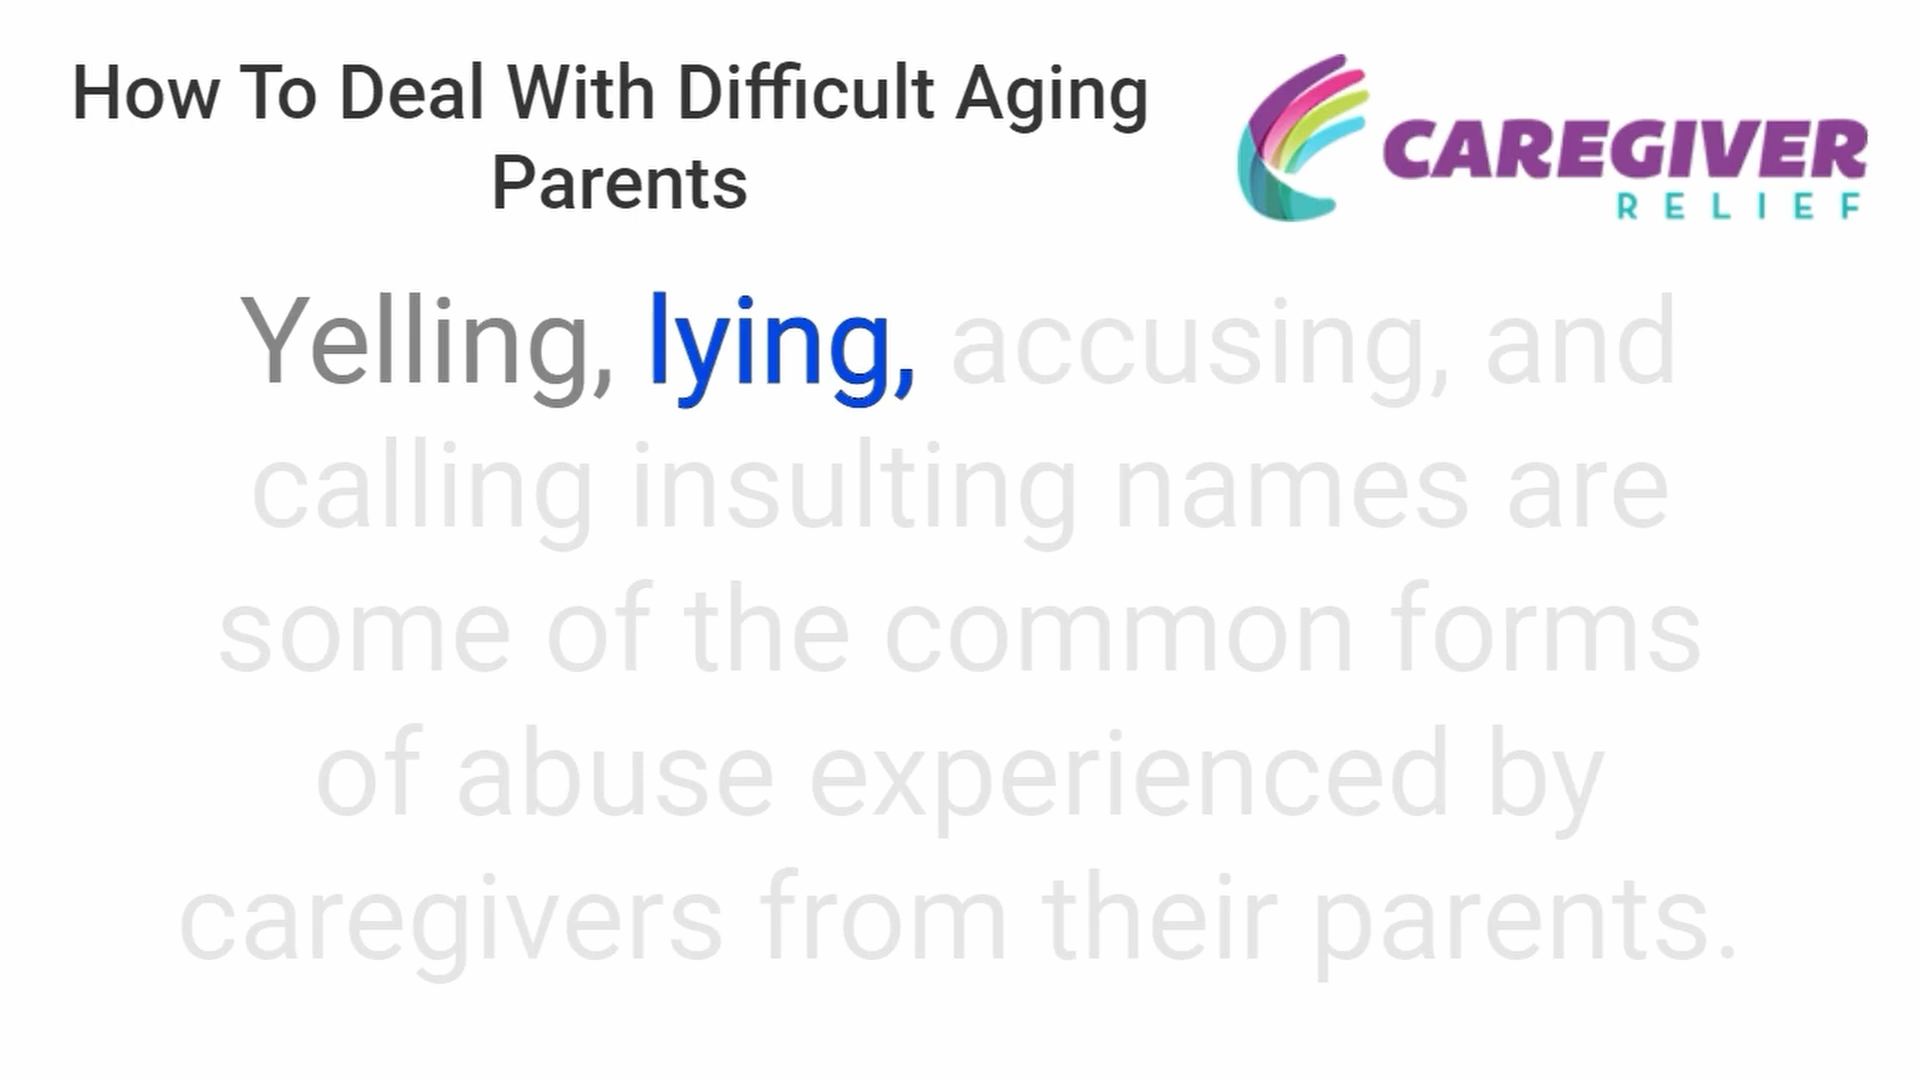 How To Deal With Difficult Aging
Parents
CAREGIVER
RELIEF
Yelling, lying, accusing, and
calling insulting names are
some of the common forms
of abuse experienced by
caregivers from their parents.